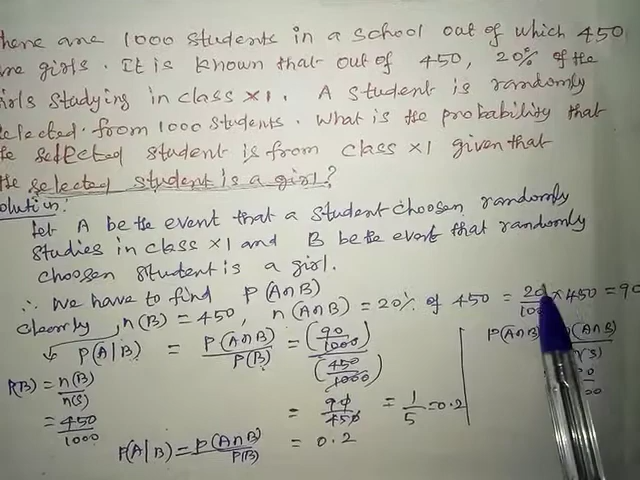 here are 1000 students in a school out of which 450
re girls. It is known that out of 450, 20% of the
irls studying in class XI. A student is randomly
elected from 1000 students. What is the probability that
he selected student is from class XI given that
he selected student is a girl?
olution:
Let A be the event that a student choosen randomly
studies in class XI and B be the event that randomly
choosen student is a girl.
∴ We have to find P(A∩B)
Clearly, n(B) = 450, n(A∩B) = 20% of 450 = 20/100 × 450 = 90
P(A|B) = P(A∩B)/P(B) = (90/1000)/(450/1000)
P(A∩B) (A∩B)
n(S)
P(B) = n(B)/n(S)
= 450/1000
= 90/450 = 1/5 = 0.2
P(A|B) = P(A∩B)/P(B) = 0.2